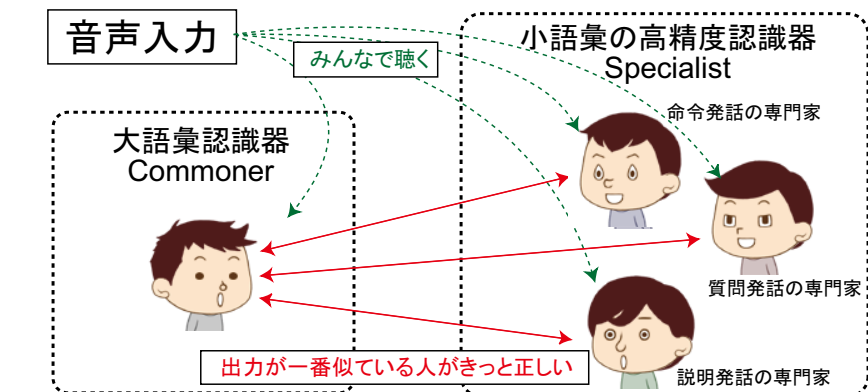 音声入力
みんなで聴く
小語彙の高精度認識器
Specialist
命令発話の専門家
大語彙認識器
Commoner
質問発話の専門家
出力が一番似ている人がきっと正しい
説明発話の専門家